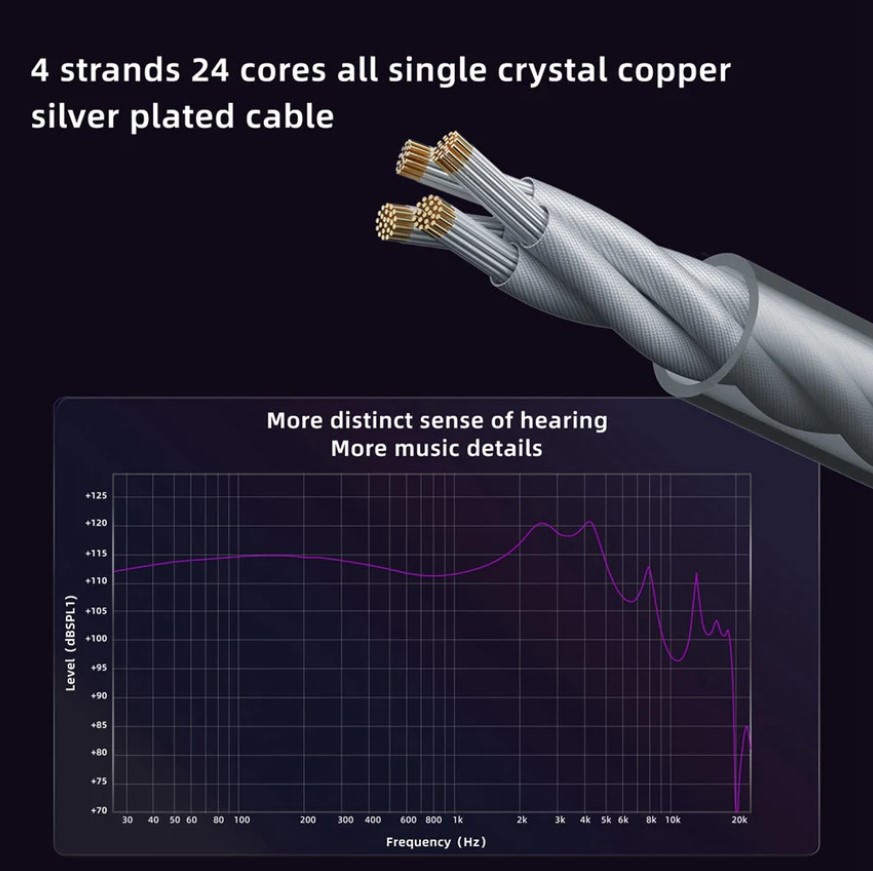 4 strands 24 cores all single crystal copper
silver plated cable
More distinct sense of hearing
More music details
+125
+120
+115
+110
+105
+100
+95
+90
+85
+80
+75
+70
Level (dBSPL1)
30 40 50 60 80 100 200 300 400 600 800 1k 2k 3k 4k 5k 6k 8k 10k 20k
Frequency (Hz)